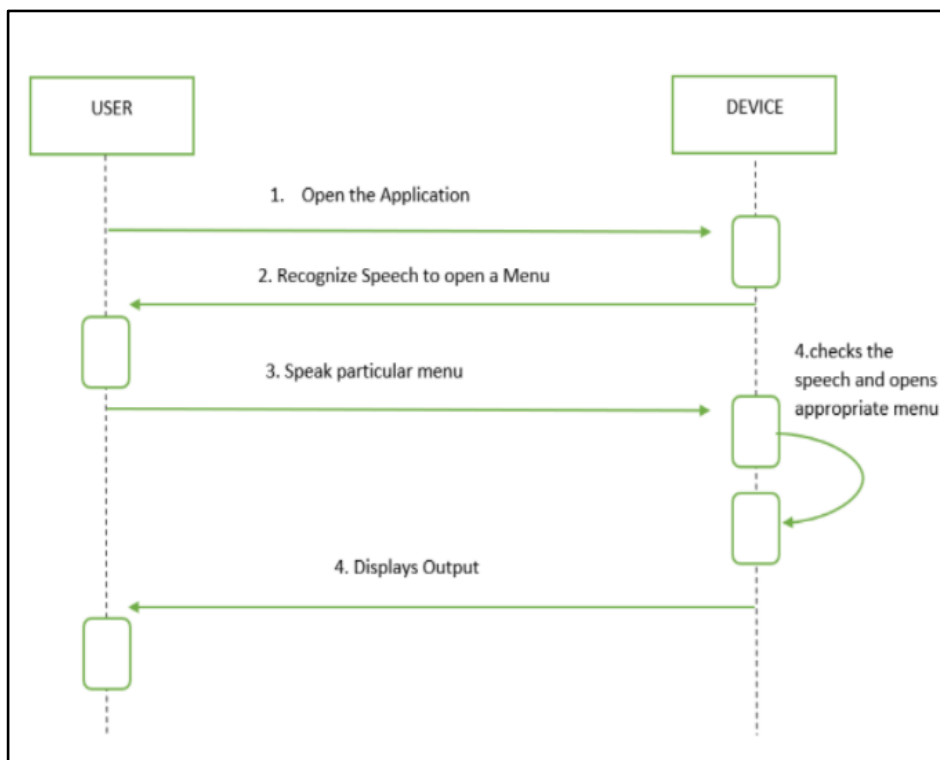 USER
DEVICE
1. Open the Application
2. Recognize Speech to open a Menu
3. Speak particular menu
4.checks the
speech and opens
appropriate menu
4. Displays Output